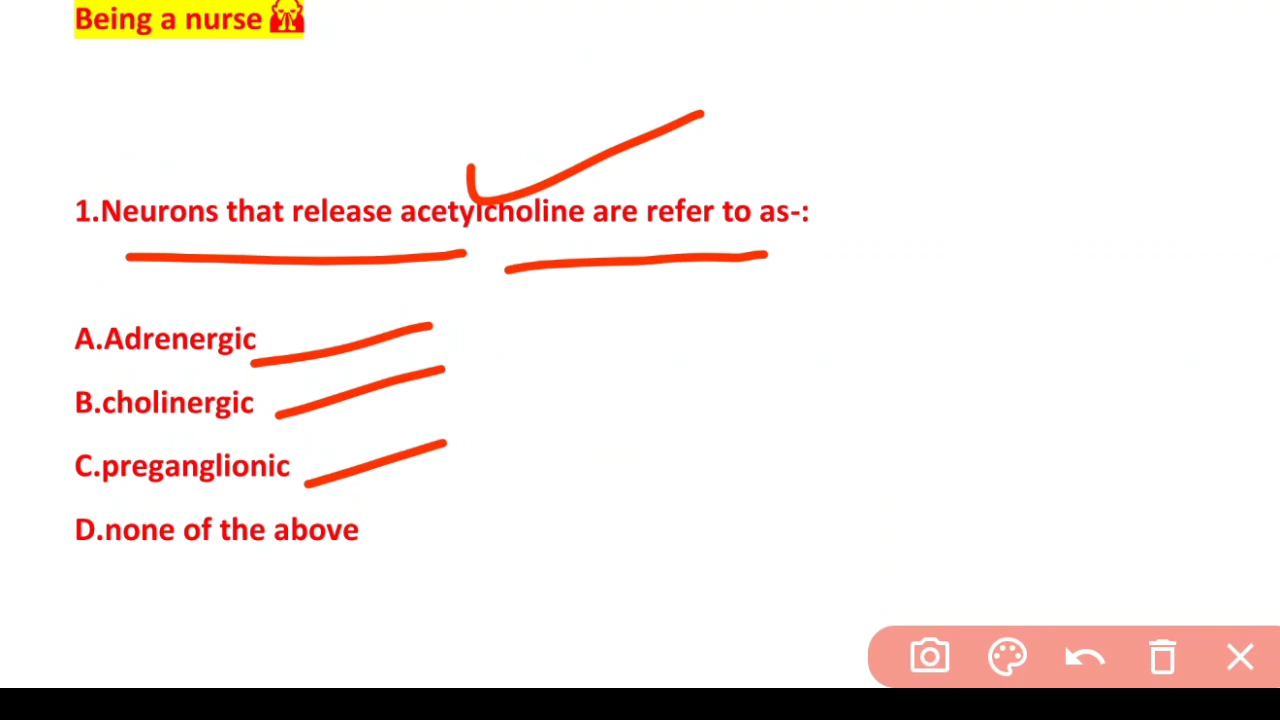 Being a nurse
1.Neurons that release acetylcholine are refer to as-:
A.Adrenergic
B.cholinergic
C.preganglionic
D.none of the above